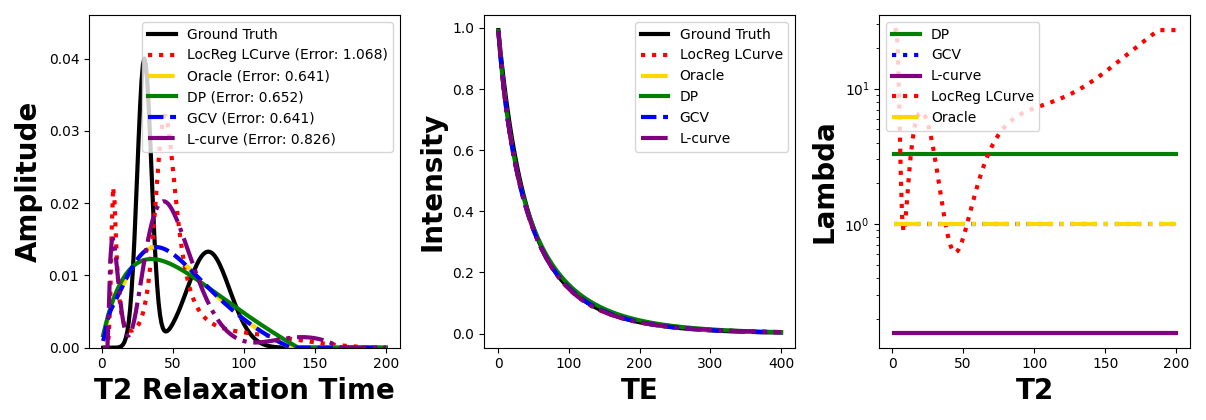 Amplitude
0.04
0.03
0.02
0.01
0.00
Ground Truth
LocReg LCurve (Error: 1.068)
Oracle (Error: 0.641)
DP (Error: 0.652)
GCV (Error: 0.641)
L-curve (Error: 0.826)
0 50 100 150 200
T2 Relaxation Time
Intensity
1.0
0.8
0.6
0.4
0.2
0.0
Ground Truth
LocReg LCurve
Oracle
DP
GCV
L-curve
0 100 200 300 400
TE
Lambda
10¹
10⁰
DP
GCV
L-curve
LocReg LCurve
Oracle
0 50 100 150 200
T2